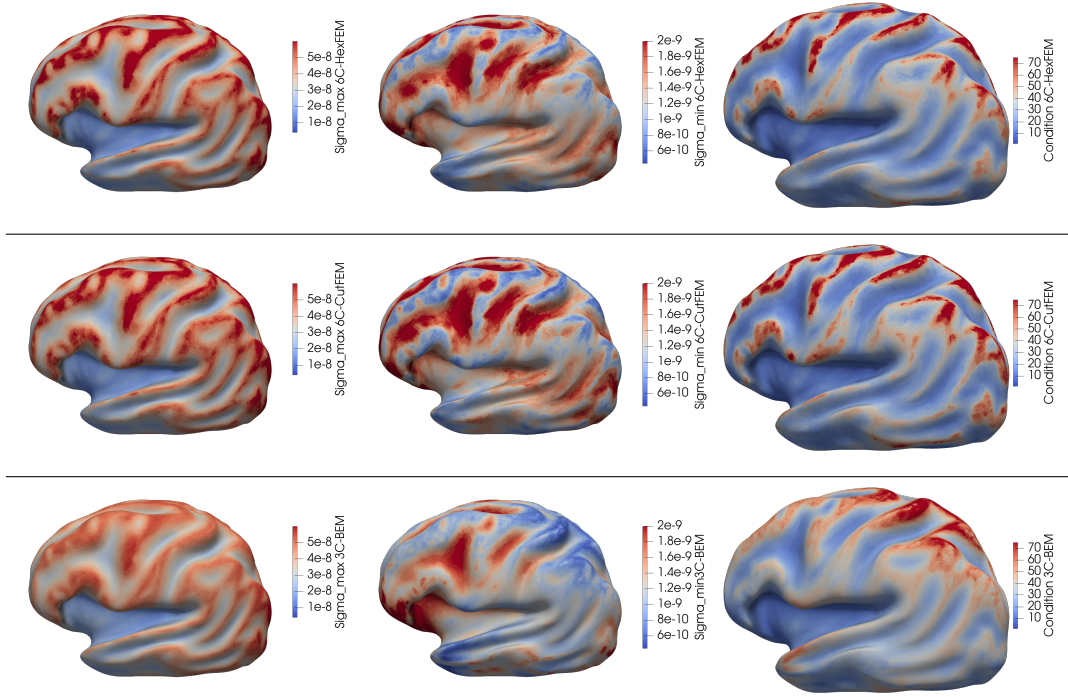 5e-8
4e-8
3e-8
2e-8
1e-8
Sigma_max 6C-HexFEM
2e-9
1.8e-9
1.6e-9
1.4e-9
1.2e-9
1e-9
8e-10
6e-10
Sigma_min 6C-HexFEM
70
60
50
40
30
20
10
Condition 6C-HexFEM
5e-8
4e-8
3e-8
2e-8
1e-8
Sigma_max 6C-CutFEM
2e-9
1.8e-9
1.6e-9
1.4e-9
1.2e-9
1e-9
8e-10
6e-10
Sigma_min 6C-CutFEM
70
60
50
40
30
20
10
Condition 6C-CutFEM
5e-8
4e-8
3e-8
2e-8
1e-8
Sigma_max 3C-BEM
2e-9
1.8e-9
1.6e-9
1.4e-9
1.2e-9
1e-9
8e-10
6e-10
Sigma_min3C-BEM
70
60
50
40
30
20
10
Condition 3C-BEM